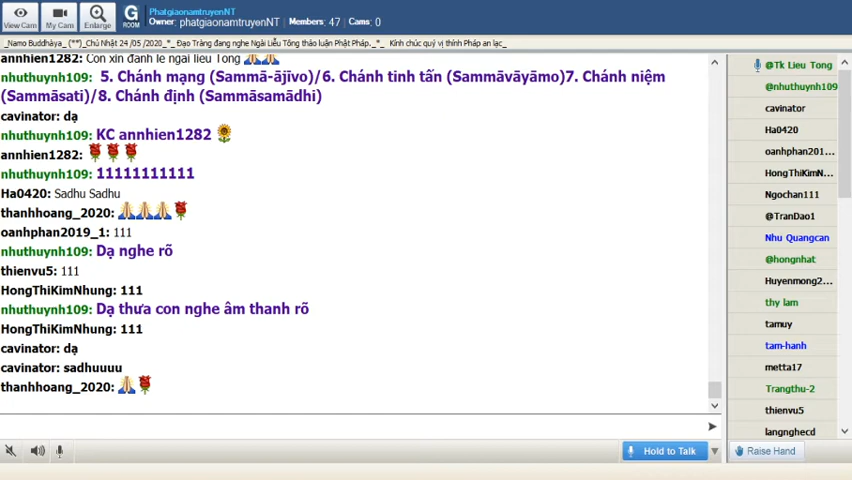 View Cam
My Cam
Enlarge
G
ROOM
PhatgiaonamtruyenNT
Owner: phatgiaonamtruyenNT
Members: 47
Cams: 0
_Namo Buddhàya_ (**)_Chủ Nhật 24 /05 /2020_*_ Đạo Tràng đang nghe Ngài Liễu Tông thảo luận Phật Pháp._*_ Kính chúc quý vị thính Pháp an lạc_
annhien1282: Con xin đảnh lễ ngài liễu Tông
nhuthuynh109: 5. Chánh mạng (Sammā-ājīvo)/6. Chánh tinh tấn (Sammāvāyāmo)7. Chánh niệm
(Sammāsati)/8. Chánh định (Sammāsamādhi)
cavinator: dạ
nhuthuynh109: KC annhien1282
annhien1282:
nhuthuynh109: 11111111111
Ha0420: Sadhu Sadhu
thanhhoang_2020:
oanhphan2019_1: 111
nhuthuynh109: Dạ nghe rõ
thienvu5: 111
HongThiKimNhung: 111
nhuthuynh109: Dạ thưa con nghe âm thanh rõ
HongThiKimNhung: 111
cavinator: dạ
cavinator: sadhuuuu
thanhhoang_2020:
@Tk Lieu Tong
@nhuthuynh109
cavinator
Ha0420
oanhphan201...
HongThiKimN...
Ngochan111
@TranDao1
Nhu Quangcan
@hongnhat
Huyenmong2...
thy lam
tamuy
tam-hanh
metta17
Trangthu-2
thienvu5
langnghecd
Hold to Talk
Raise Hand